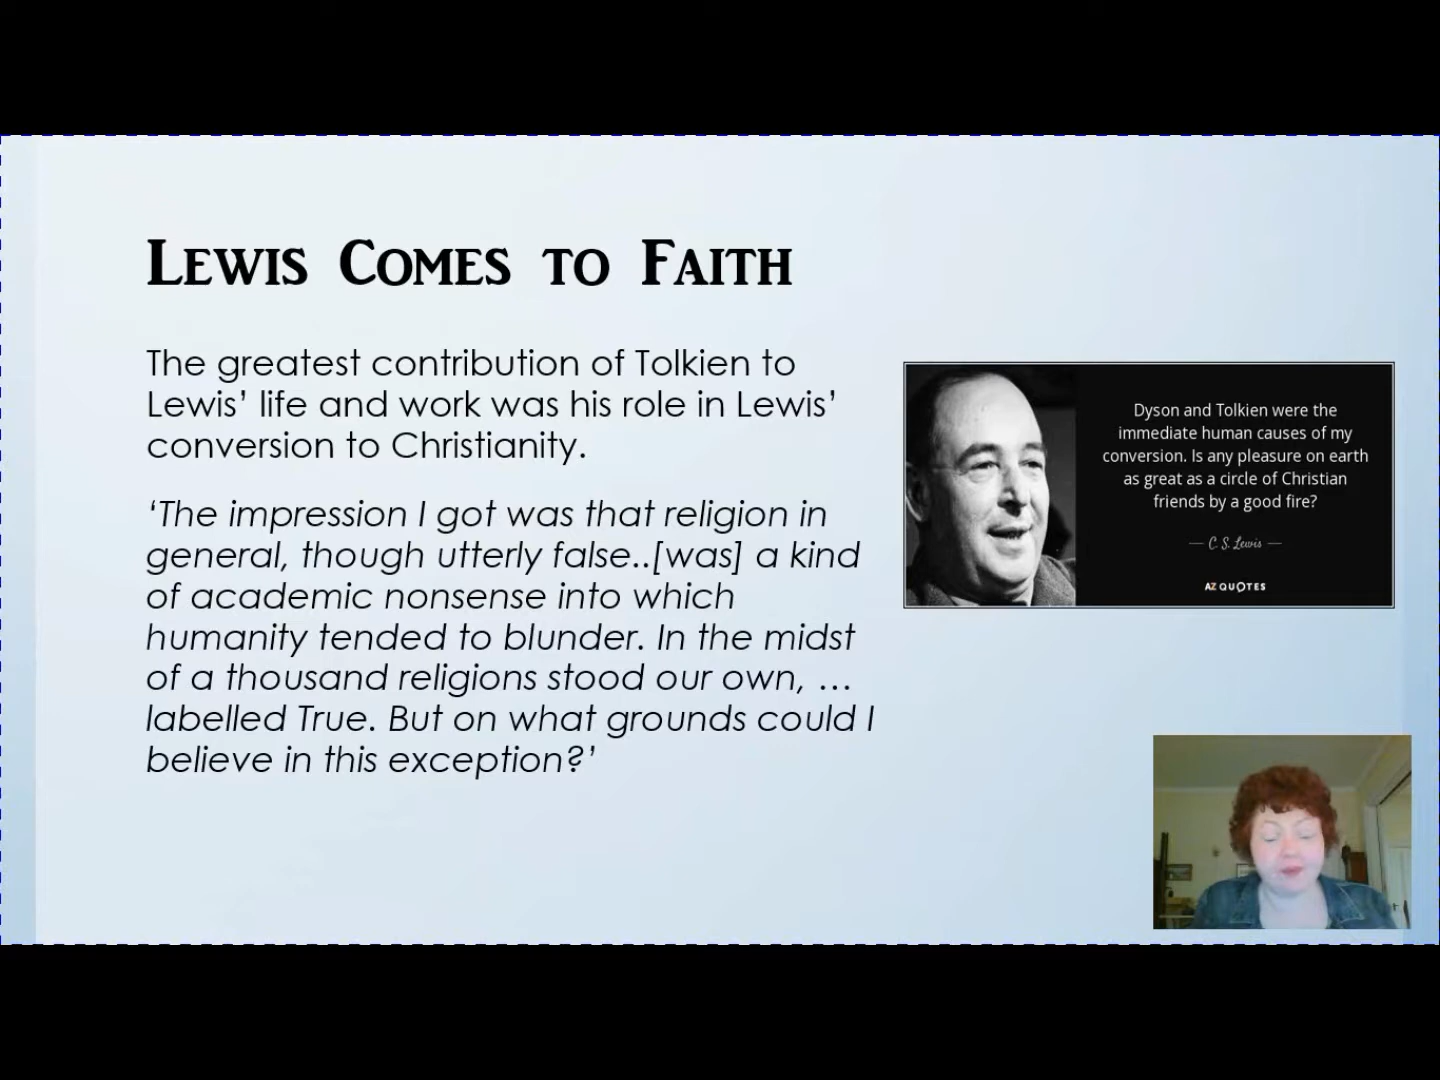 Lewis Comes to Faith
The greatest contribution of Tolkien to
Lewis’ life and work was his role in Lewis’
conversion to Christianity.
‘The impression I got was that religion in
general, though utterly false..[was] a kind
of academic nonsense into which
humanity tended to blunder. In the midst
of a thousand religions stood our own, …
labelled True. But on what grounds could I
believe in this exception?’
Dyson and Tolkien were the
immediate human causes of my
conversion. Is any pleasure on earth
as great as a circle of Christian
friends by a good fire?
— C. S. Lewis —
AZ QUOTES